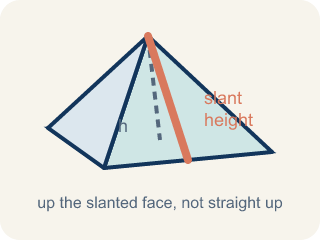 slant
height
h
up the slanted face, not straight up